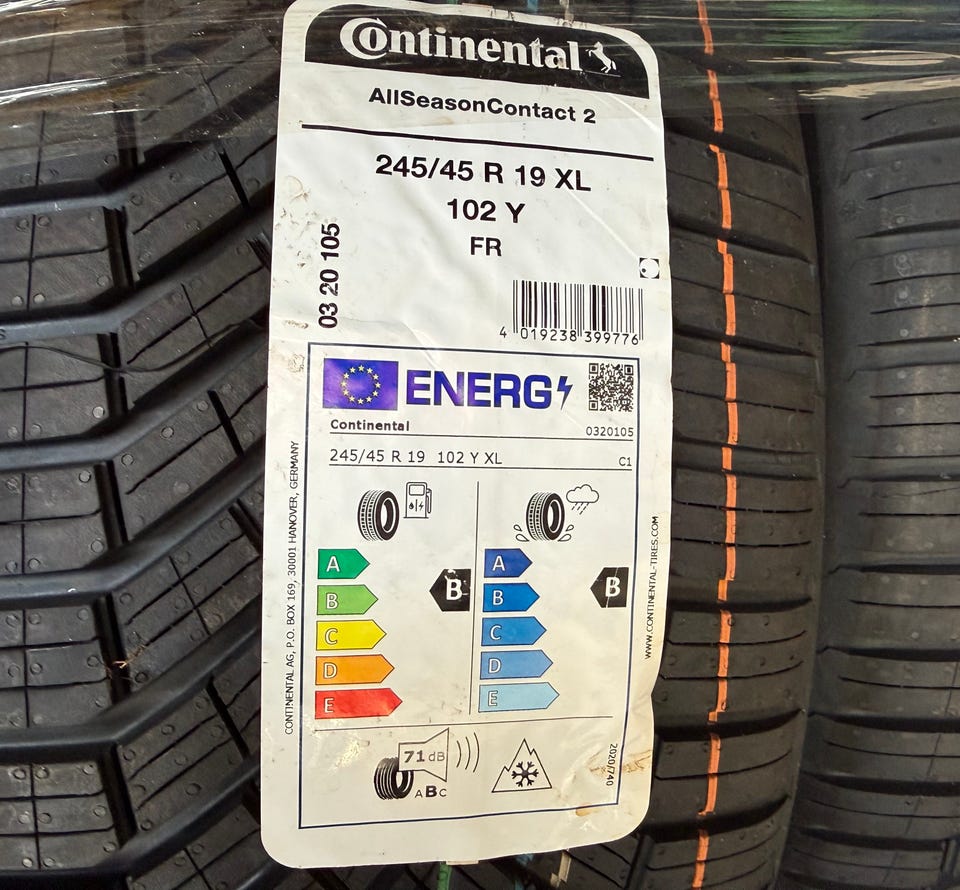 Continental
AllSeasonContact 2
245/45 R 19 XL
102 Y
FR
03 20 105
4 019238 399776
ENERG
Continental
0320105
245/45 R 19 102 Y XL
C1
A
B
C
D
E
B
A
B
C
D
E
B
71 dB
ABC
2020/740
CONTINENTAL AG, P.O. BOX 169, 30001 HANOVER, GERMANY
WWW.CONTINENTAL-TIRES.COM